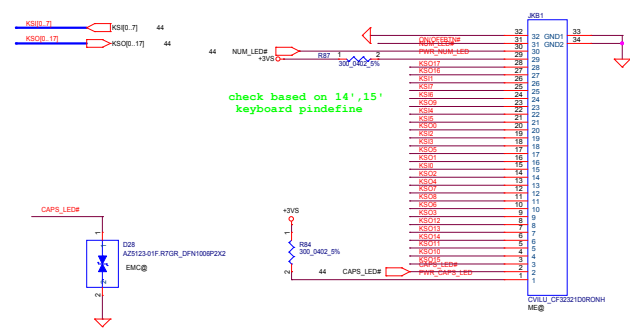 KSI[0..7] KSI[0..7] 44
KSO[0..17] KSO[0..17] 44
44 NUM_LED#
+3VS R87 1 2
300_0402_5%
check based on 14',15'
keyboard pindefine
JKB1
32 32 GND1 33
ON/OFFBTN# 31 31 GND2 34
NUM_LED# 30 30
PWR_NUM_LED 29 29
KSO17 28 28
KSO16 27 27
KSI1 26 26
KSI7 25 25
KSI6 24 24
KSO9 23 23
KSI4 22 22
KSI5 21 21
KSO0 20 20
KSI2 19 19
KSI3 18 18
KSO5 17 17
KSO1 16 16
KSI0 15 15
KSO2 14 14
KSO4 13 13
KSO7 12 12
KSO8 11 11
KSO6 10 10
KSO3 9 9
KSO12 8 8
KSO13 7 7
KSO14 6 6
KSO11 5 5
KSO10 4 4
KSO15 3 3
CAPS_LED# 2 2
PWR_CAPS_LED 1 1
CVILU_CF32321D0RONH
ME@
CAPS_LED#
1
D28
AZ5123-01F.R7GR_DFN1006P2X2
EMC@
2
+3VS
1
R84
300_0402_5%
2
44 CAPS_LED#